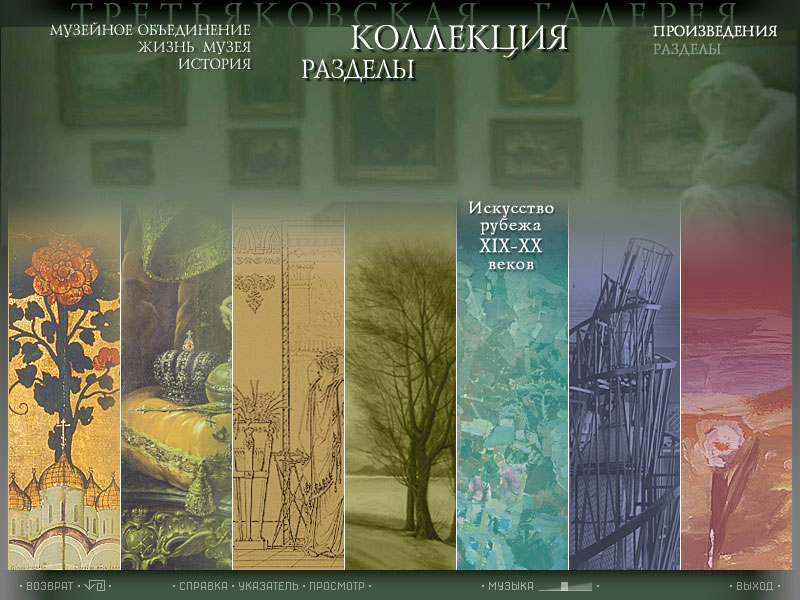 ТРЕТЬЯКОВСКАЯ ГАЛЕРЕЯ
МУЗЕЙНОЕ ОБЪЕДИНЕНИЕ
ЖИЗНЬ МУЗЕЯ
ИСТОРИЯ
КОЛЛЕКЦИЯ
РАЗДЕЛЫ
ПРОИЗВЕДЕНИЯ
РАЗДЕЛЫ
Искусство
рубежа
XIX-XX
веков
• ВОЗВРАТ •
• СПРАВКА • УКАЗАТЕЛЬ • ПРОСМОТР •
• МУЗЫКА •
• ВЫХОД •